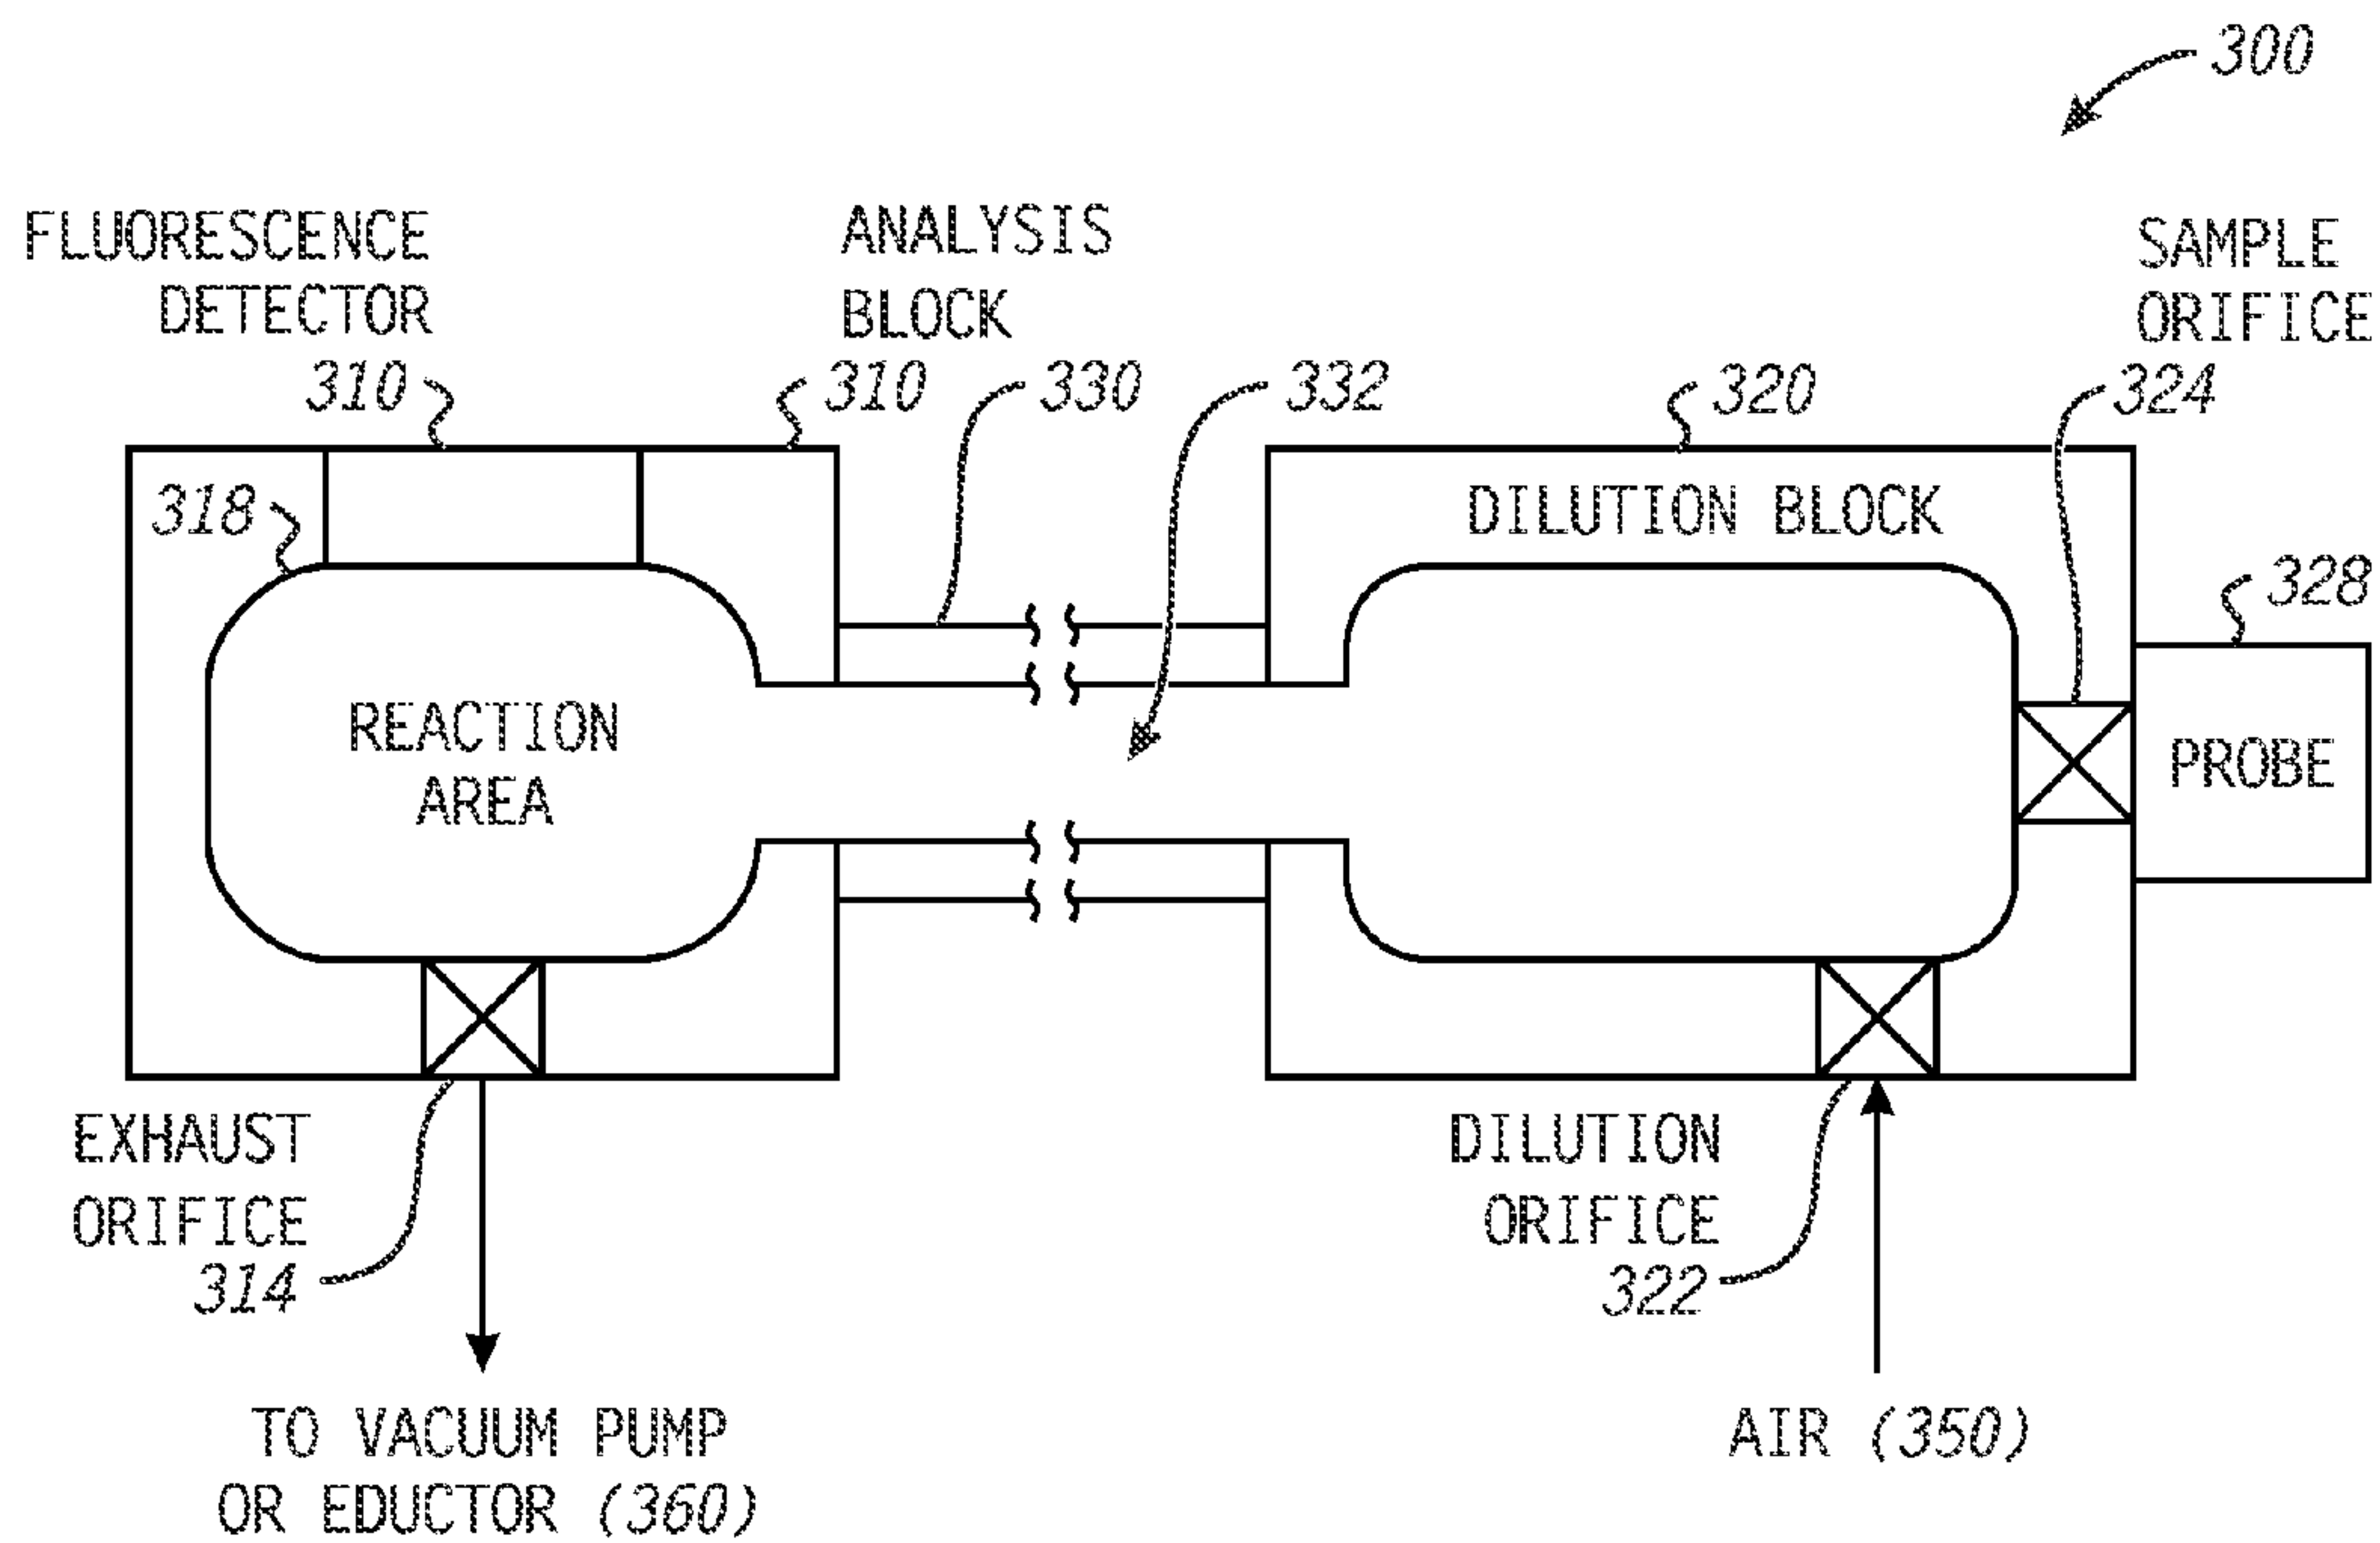 300
FLUORESCENCE
DETECTOR
310
ANALYSIS
BLOCK
310
330
332
320
SAMPLE
ORIFICE
324
318
DILUTION BLOCK
328
REACTION
AREA
PROBE
EXHAUST
ORIFICE
314
DILUTION
ORIFICE
322
TO VACUUM PUMP
OR EDUCTOR (360)
AIR (350)